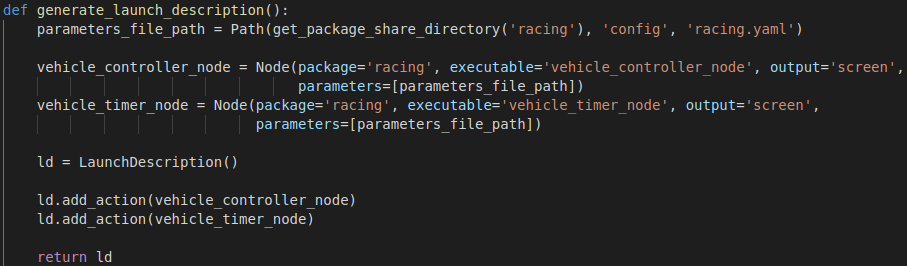 def generate_launch_description():
    parameters_file_path = Path(get_package_share_directory('racing'), 'config', 'racing.yaml')

    vehicle_controller_node = Node(package='racing', executable='vehicle_controller_node', output='screen',
                                   parameters=[parameters_file_path])
    vehicle_timer_node = Node(package='racing', executable='vehicle_timer_node', output='screen',
                              parameters=[parameters_file_path])

    ld = LaunchDescription()

    ld.add_action(vehicle_controller_node)
    ld.add_action(vehicle_timer_node)

    return ld